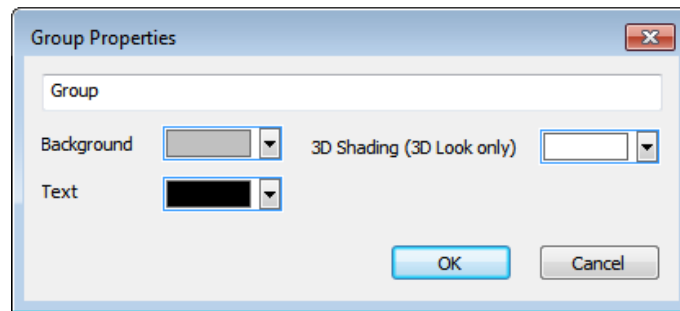 Group Properties
Group
Background
3D Shading (3D Look only)
Text
OK
Cancel